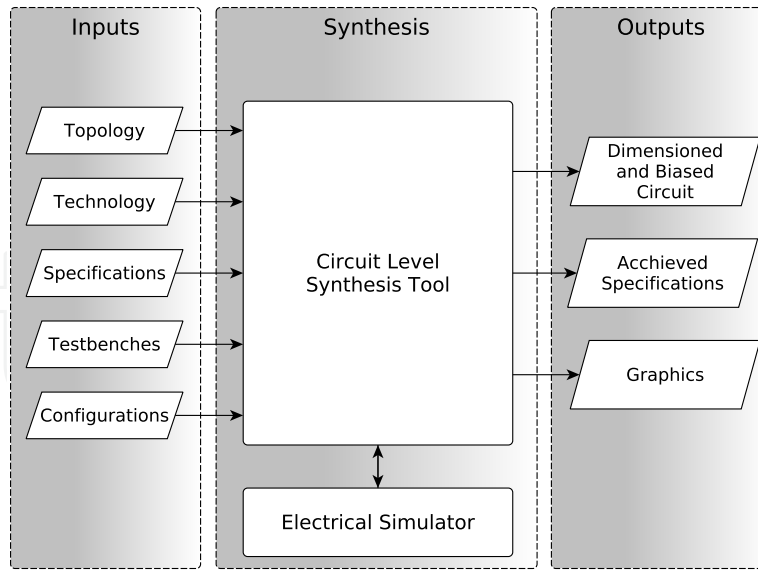 Inputs
Synthesis
Outputs
Topology
Technology
Specifications
Testbenches
Configurations
Circuit Level
Synthesis Tool
Electrical Simulator
Dimensioned
and Biased
Circuit
Acchieved
Specifications
Graphics